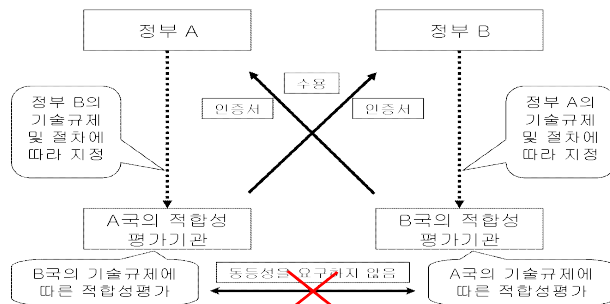 정부 A
정부 B
수용
인증서
인증서
정부 B의
기술규제
및 절차에
따라 지정
정부 A의
기술규제
및 절차에
따라 지정
A국의 적합성
평가기관
B국의 적합성
평가기관
동등성을 요구하지 않음
B국의 기술규제에
따른 적합성평가
A국의 기술규제에
따른 적합성평가